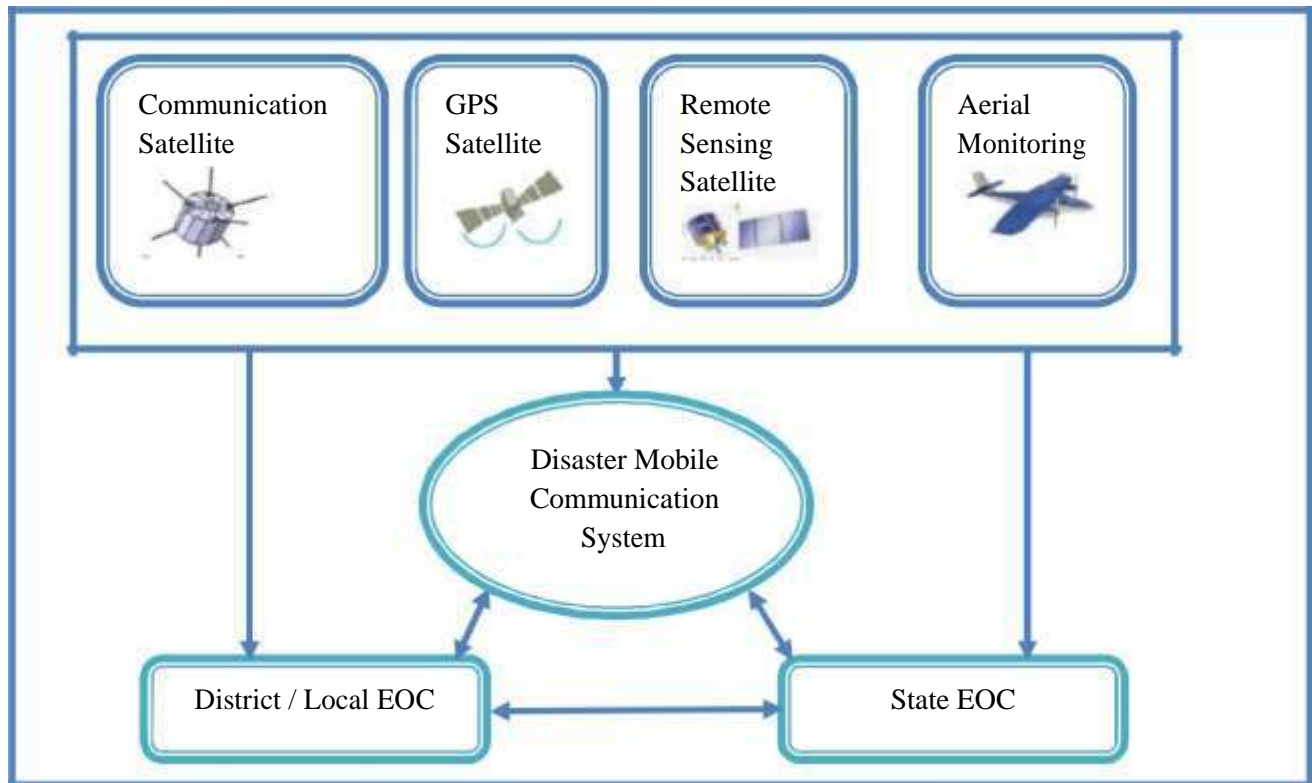 Communication
Satellite
GPS
Satellite
Remote
Sensing
Satellite
Aerial
Monitoring
Disaster Mobile
Communication
System
District / Local EOC
State EOC